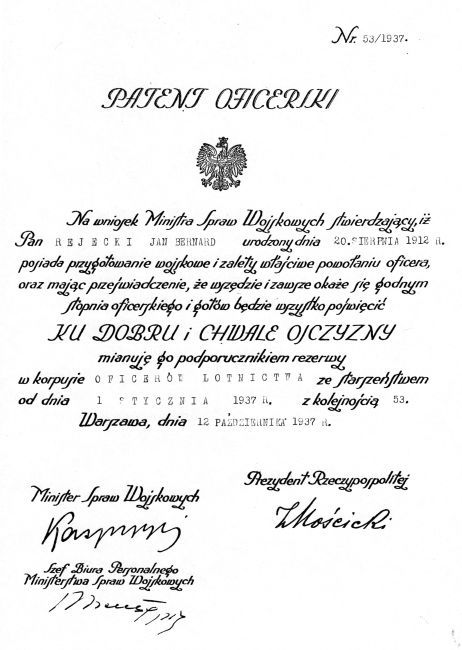 Nr. 53/1937.
PATENT OFICERSKI
Na wniosek Ministra Spraw Wojskowych stwierdzający, iż
Pan REJECKI JAN BERNARD urodzony dnia 20.SIERPNIA 1912 R.
posiada przygotowanie wojskowe i zalety właściwe powołaniu oficera,
oraz mając przeświadczenie, że wszędzie i zawsze okaże się godnym
stopnia oficerskiego i gotów będzie wszystko poświęcić
KU DOBRU i CHWALE OJCZYZNY
mianuję go podporucznikiem rezerwy
w korpusie OFICERÓW LOTNICTWA ze starszeństwem
od dnia 1 STYCZNIA 1937 R. z kolejnością 53.
Warszawa, dnia 12 PAŹDZIERNIKA 1937 R.
Prezydent Rzeczypospolitej
IMościcki
Minister Spraw Wojskowych
Kasprzycki
Szef Biura Personalnego
Ministerstwa Spraw Wojskowych